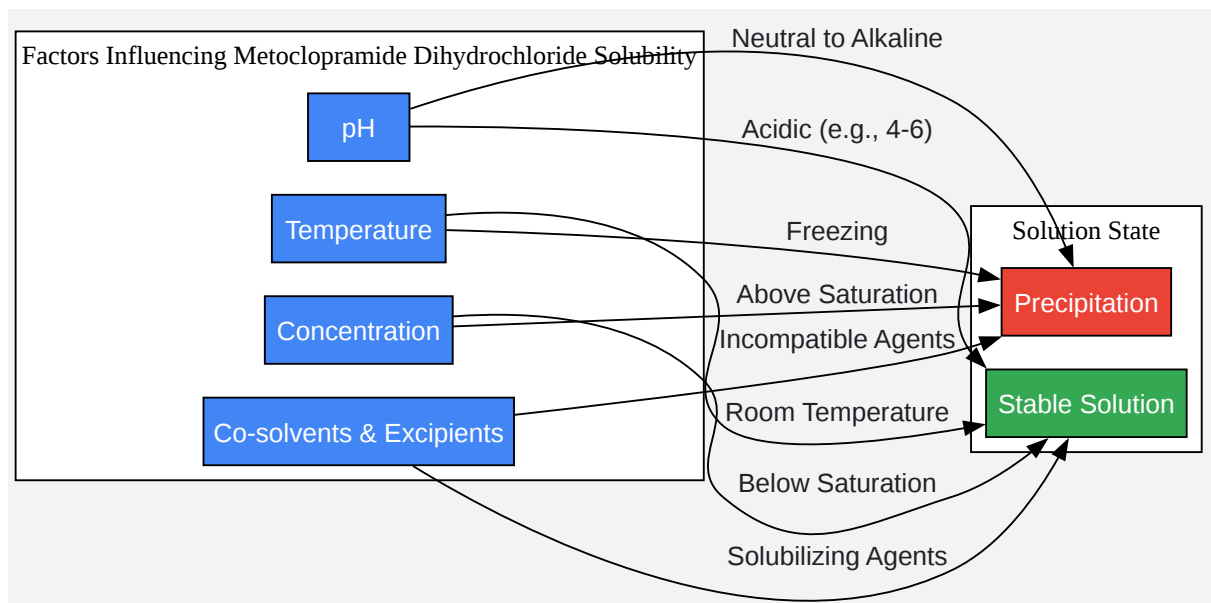 Factors Influencing Metoclopramide Dihydrochloride Solubility
pH
Temperature
Concentration
Co-solvents & Excipients
Neutral to Alkaline
Acidic (e.g., 4-6)
Freezing
Above Saturation
Incompatible Agents
Room Temperature
Below Saturation
Solubilizing Agents
Solution State
Precipitation
Stable Solution